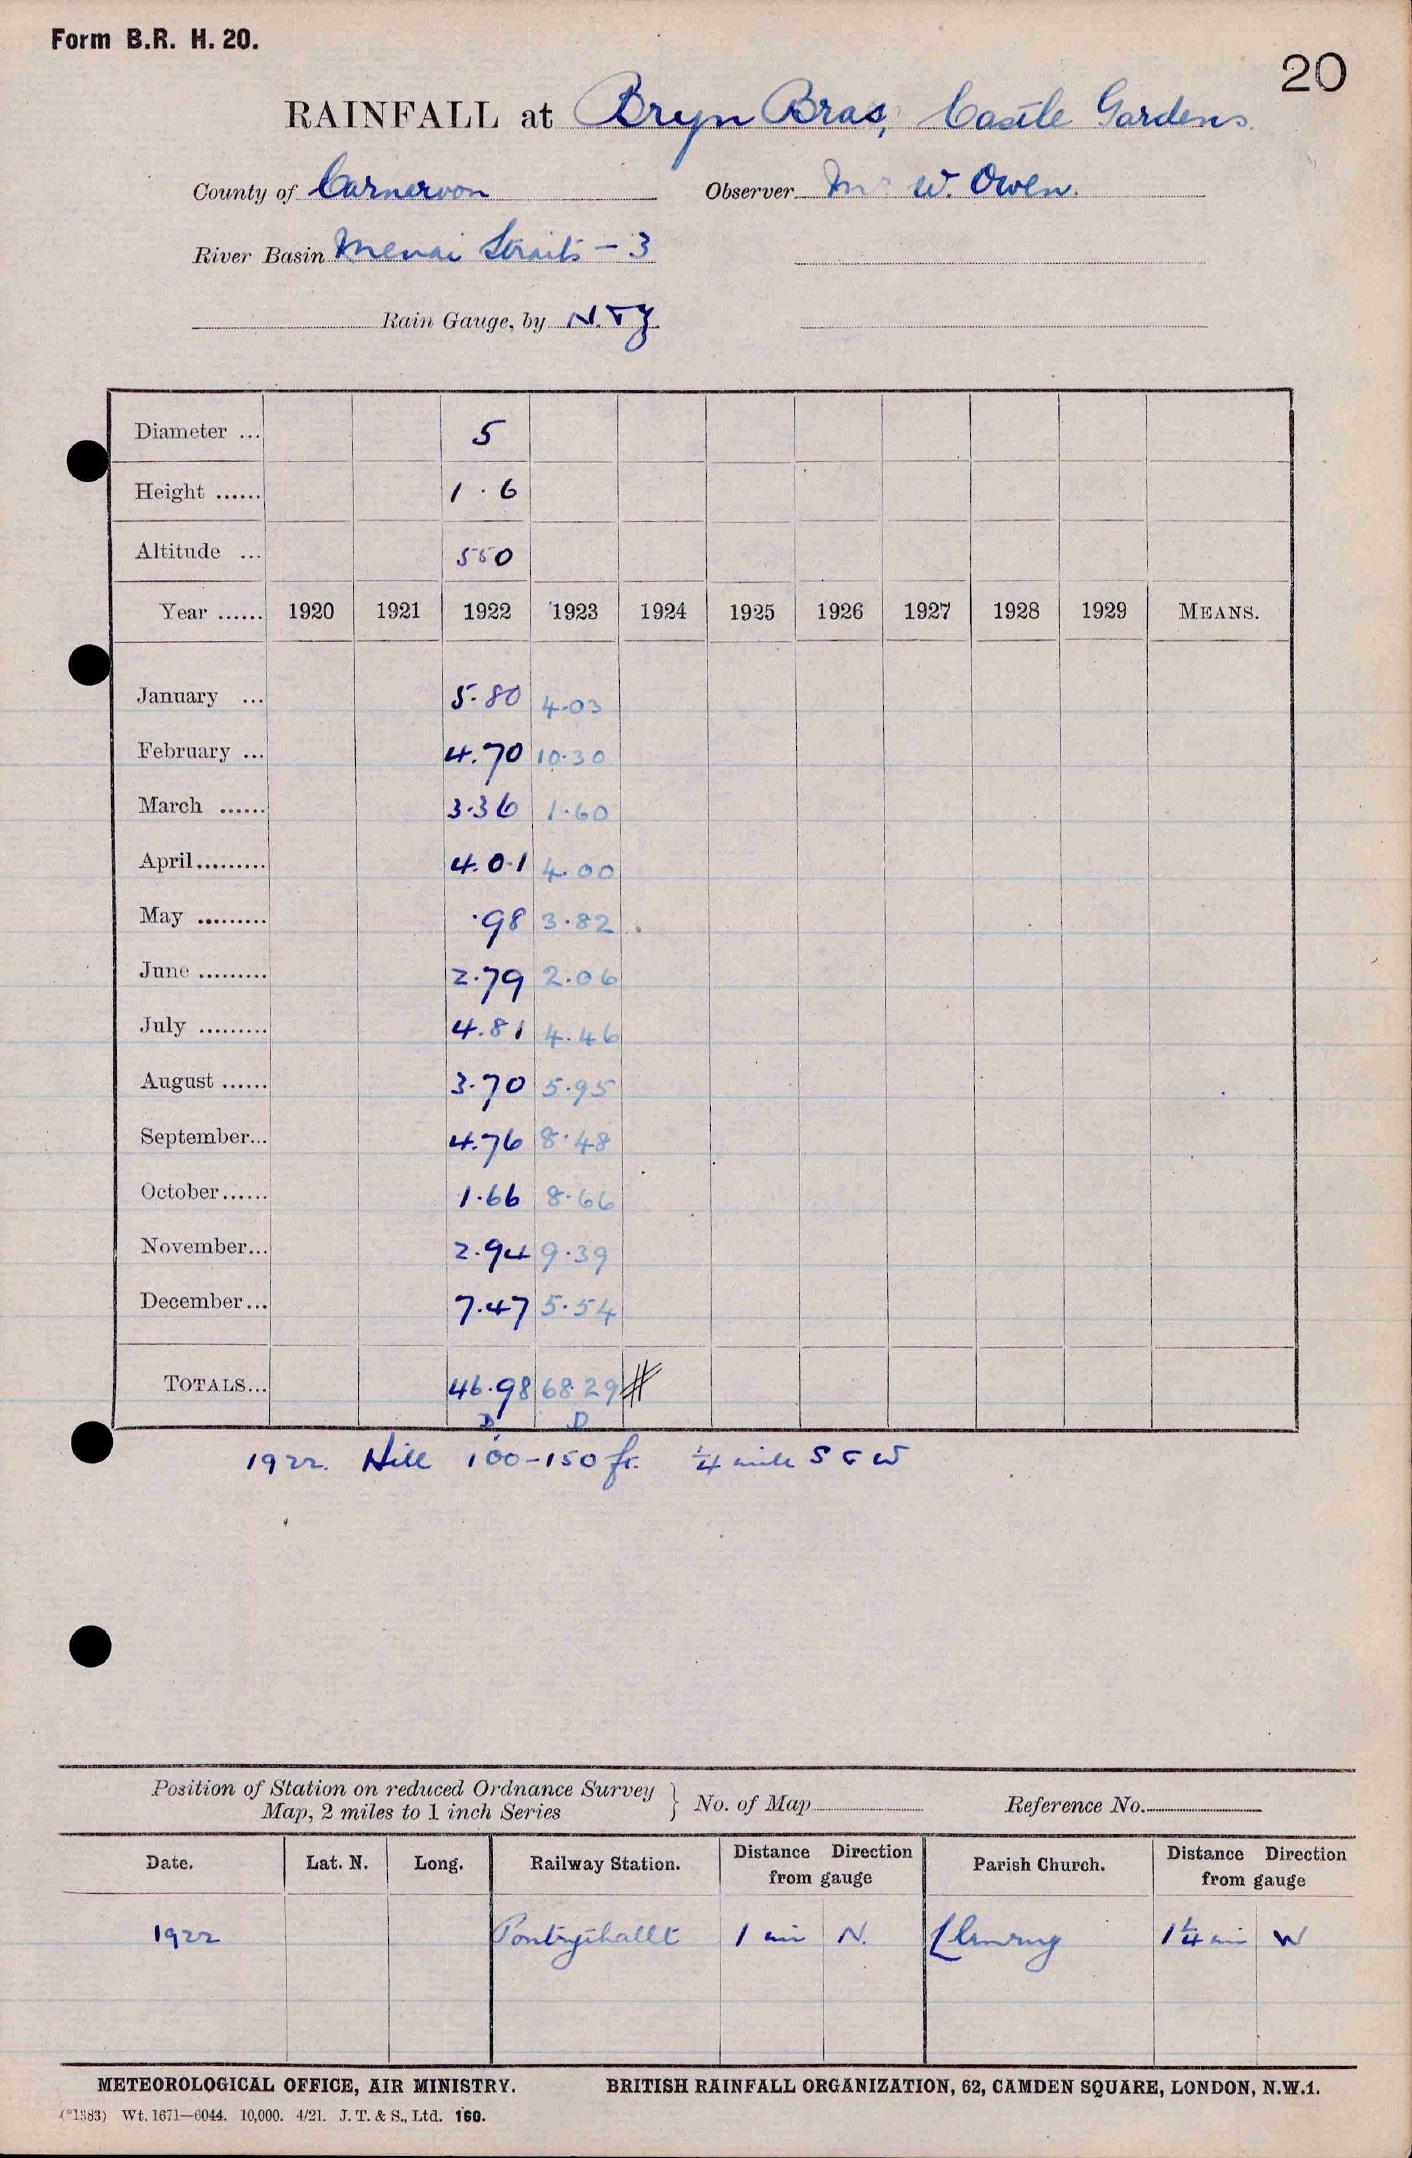 Form B.R. H. 20.
20
RAINFALL at Bryn Bras, Castle Gardens
County of Carnarvon Observer Mr W. Owen.
River Basin Menai Straits - 3
Rain Gauge, by N. & Z.
Diameter ... 5
Height ...... 1 . 6
Altitude ... 550
Year ...... 1920 1921 1922 1923 1924 1925 1926 1927 1928 1929 MEANS.
January ... 5.80 4.03
February ... 4.70 10.30
March ...... 3.36 1.60
April......... 4.01 4.00
May ......... .98 3.82
June ......... 2.79 2.06
July ......... 4.81 4.46
August ...... 3.70 5.95
September... 4.76 8.48
October...... 1.66 8.66
November... 2.94 9.39
December... 7.47 5.54
TOTALS... 46.98 68.29 #
D D
1922. Hill 100-150 ft. ¼ mile S & W
Position of Station on reduced Ordnance Survey
Map, 2 miles to 1 inch Series } No. of Map Reference No.
Date. Lat. N. Long. Railway Station. Distance Direction from gauge Parish Church. Distance Direction from gauge
1922 Pontrythallt 1 mi N. Llanrug 1¼ mi W
METEOROLOGICAL OFFICE, AIR MINISTRY. BRITISH RAINFALL ORGANIZATION, 62, CAMDEN SQUARE, LONDON, N.W.1.
(*1383) Wt. 1671—6044. 10,000. 4/21. J. T. & S., Ltd. 160.